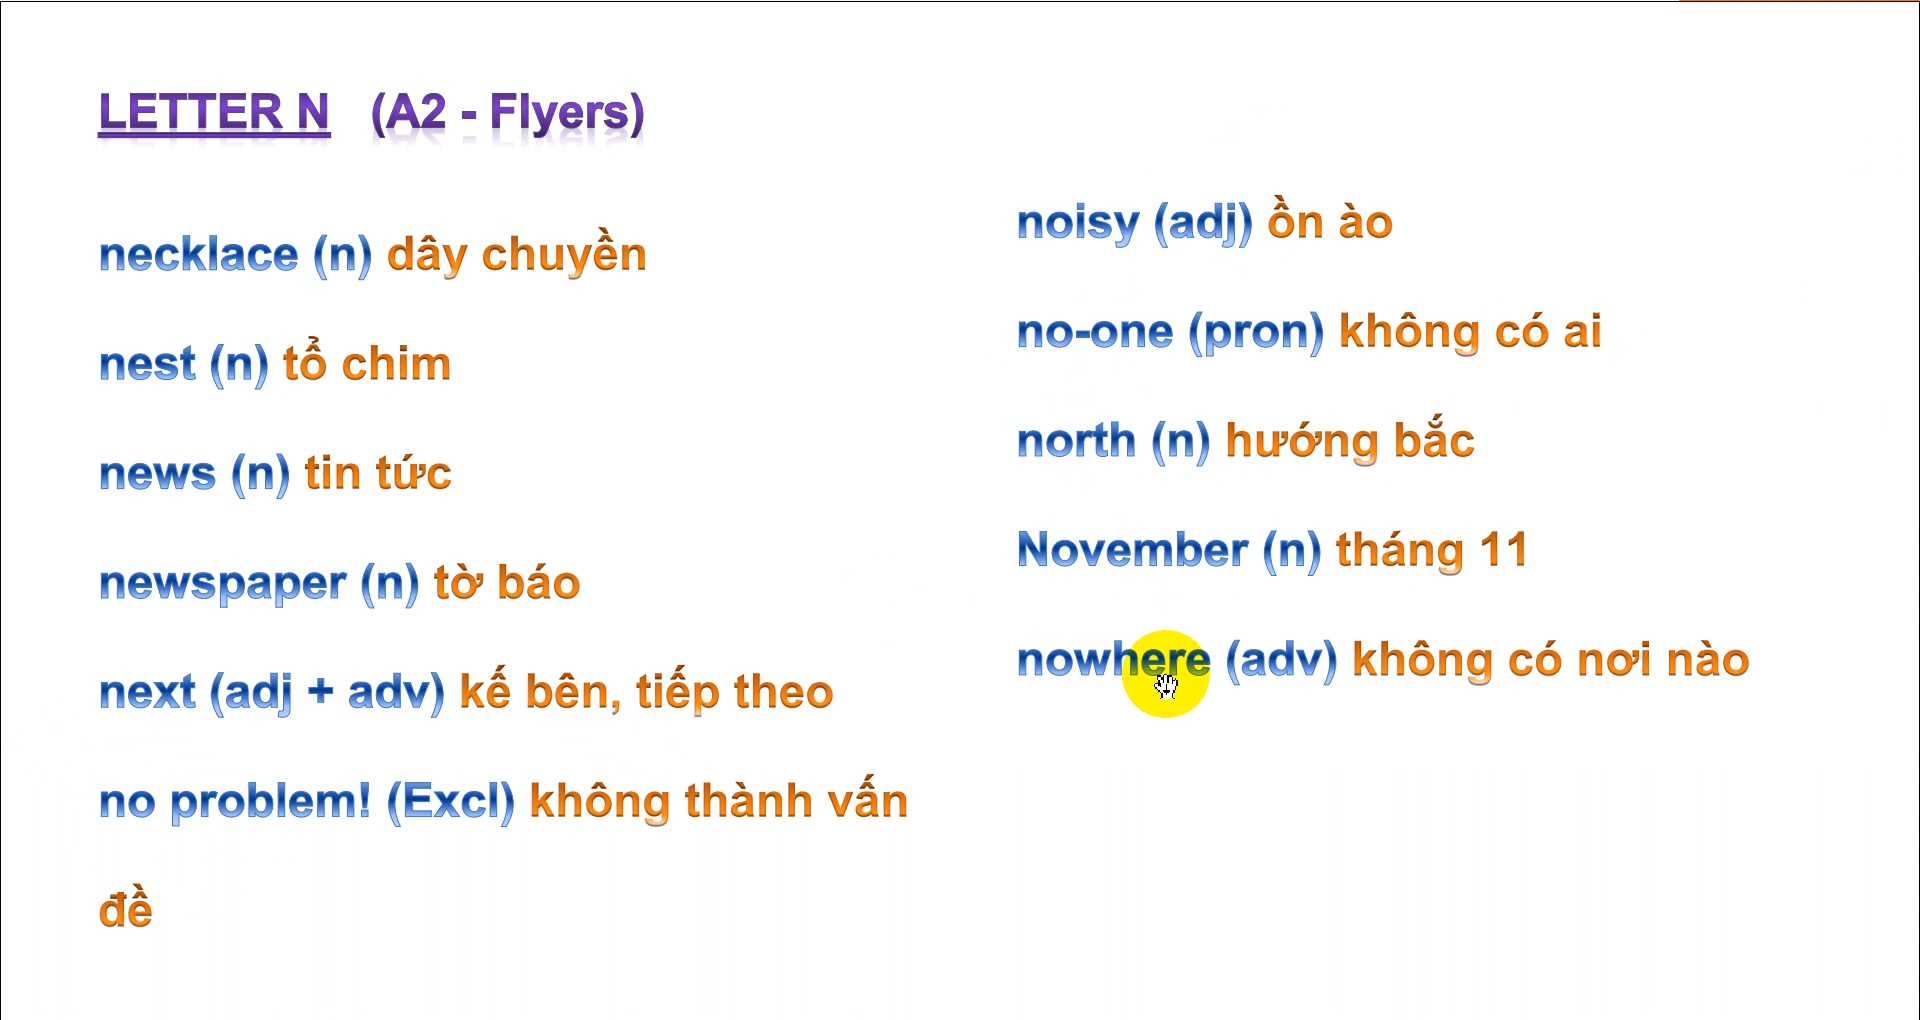 LETTER N (A2 - Flyers)
necklace (n) dây chuyền
nest (n) tổ chim
news (n) tin tức
newspaper (n) tờ báo
next (adj + adv) kế bên, tiếp theo
no problem! (Excl) không thành vấn
đề
noisy (adj) ồn ào
no-one (pron) không có ai
north (n) hướng bắc
November (n) tháng 11
nowhere (adv) không có nơi nào